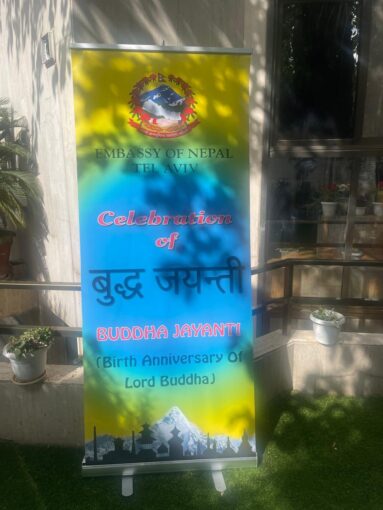 EMBASSY OF NEPAL
TEL AVIV
Celebration
of
बुद्ध जयन्ती
BUDDHA JAYANTI
(Birth Anniversary Of
Lord Buddha)